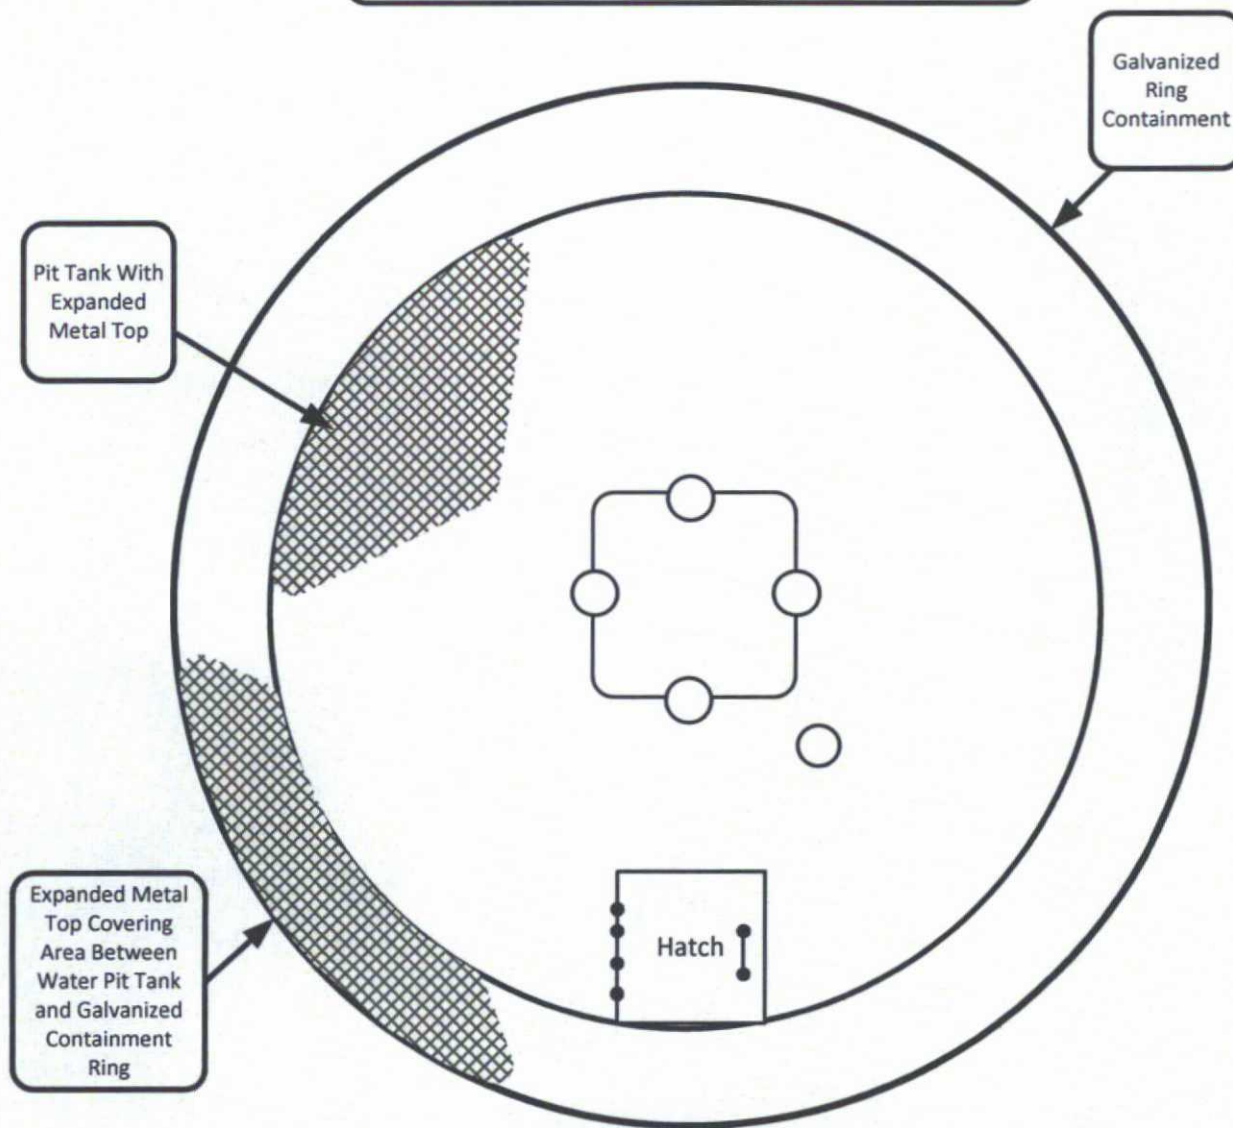 Galvanized
Ring
Containment
Pit Tank With
Expanded
Metal Top
Expanded Metal
Top Covering
Area Between
Water Pit Tank
and Galvanized
Containment
Ring
Hatch